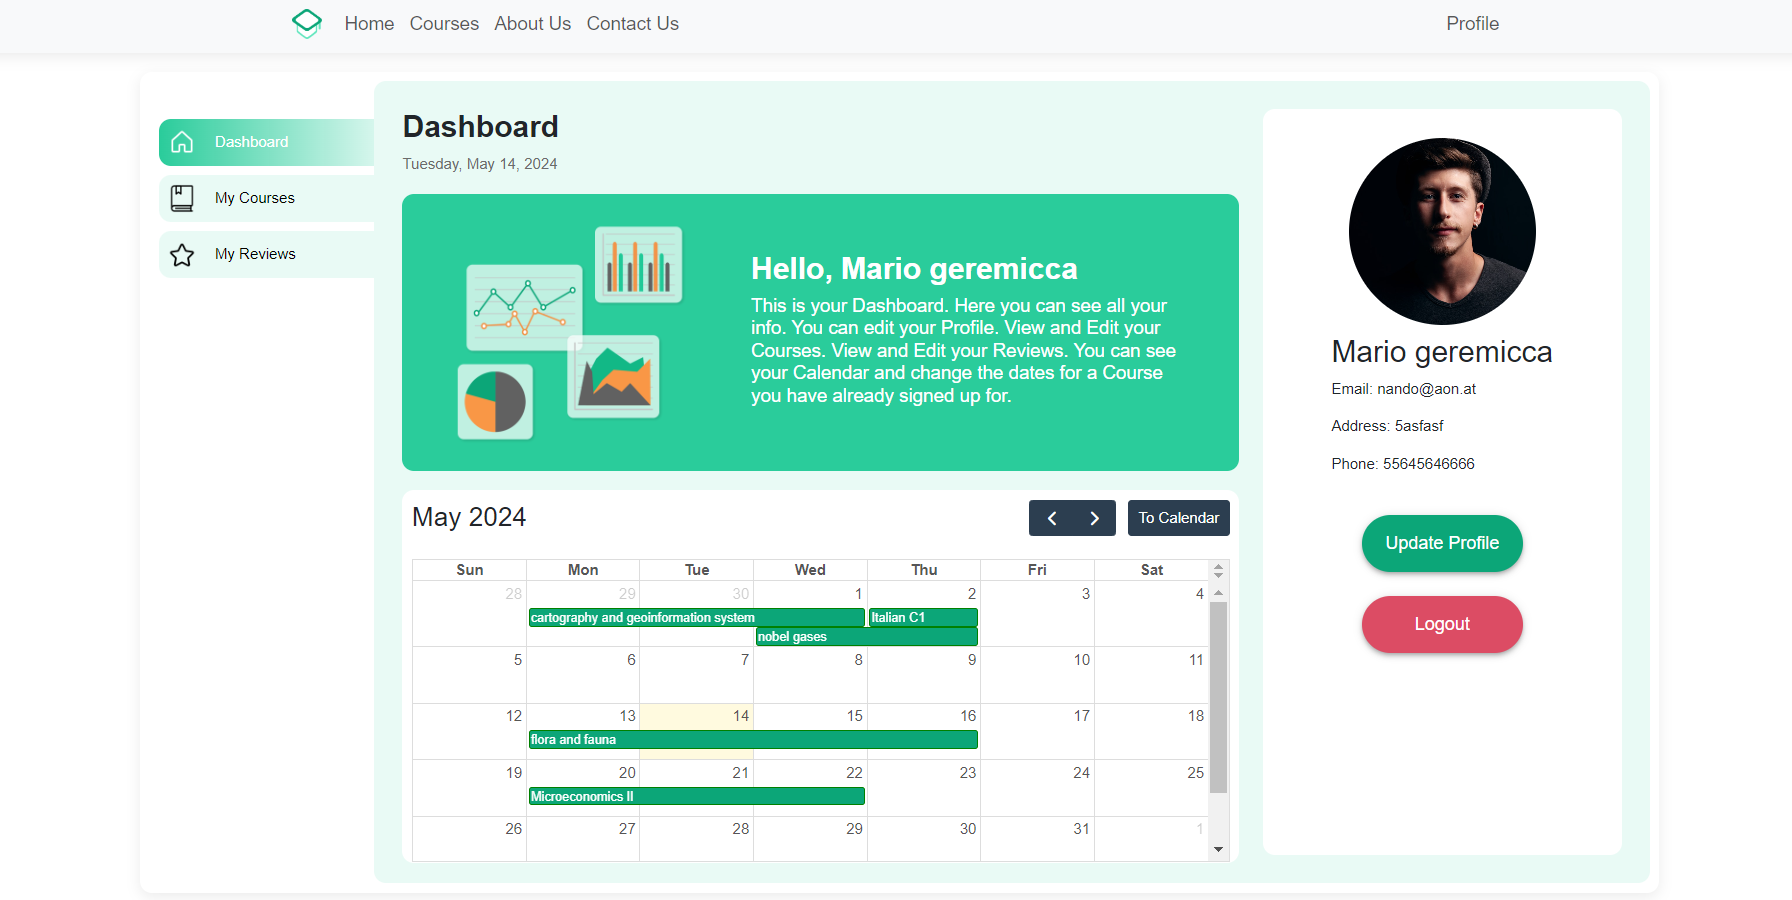 Home Courses About Us Contact Us Profile
Dashboard
My Courses
My Reviews
Dashboard
Tuesday, May 14, 2024
Hello, Mario geremicca
This is your Dashboard. Here you can see all your
info. You can edit your Profile. View and Edit your
Courses. View and Edit your Reviews. You can see
your Calendar and change the dates for a Course
you have already signed up for.
May 2024
To Calendar
Sun Mon Tue Wed Thu Fri Sat
28 29 30 1 2 3 4
cartography and geoinformation system Italian C1
nobel gases
5 6 7 8 9 10 11
12 13 14 15 16 17 18
flora and fauna
19 20 21 22 23 24 25
Microeconomics II
26 27 28 29 30 31 1
Mario geremicca
Email: nando@aon.at
Address: 5asfasf
Phone: 55645646666
Update Profile
Logout